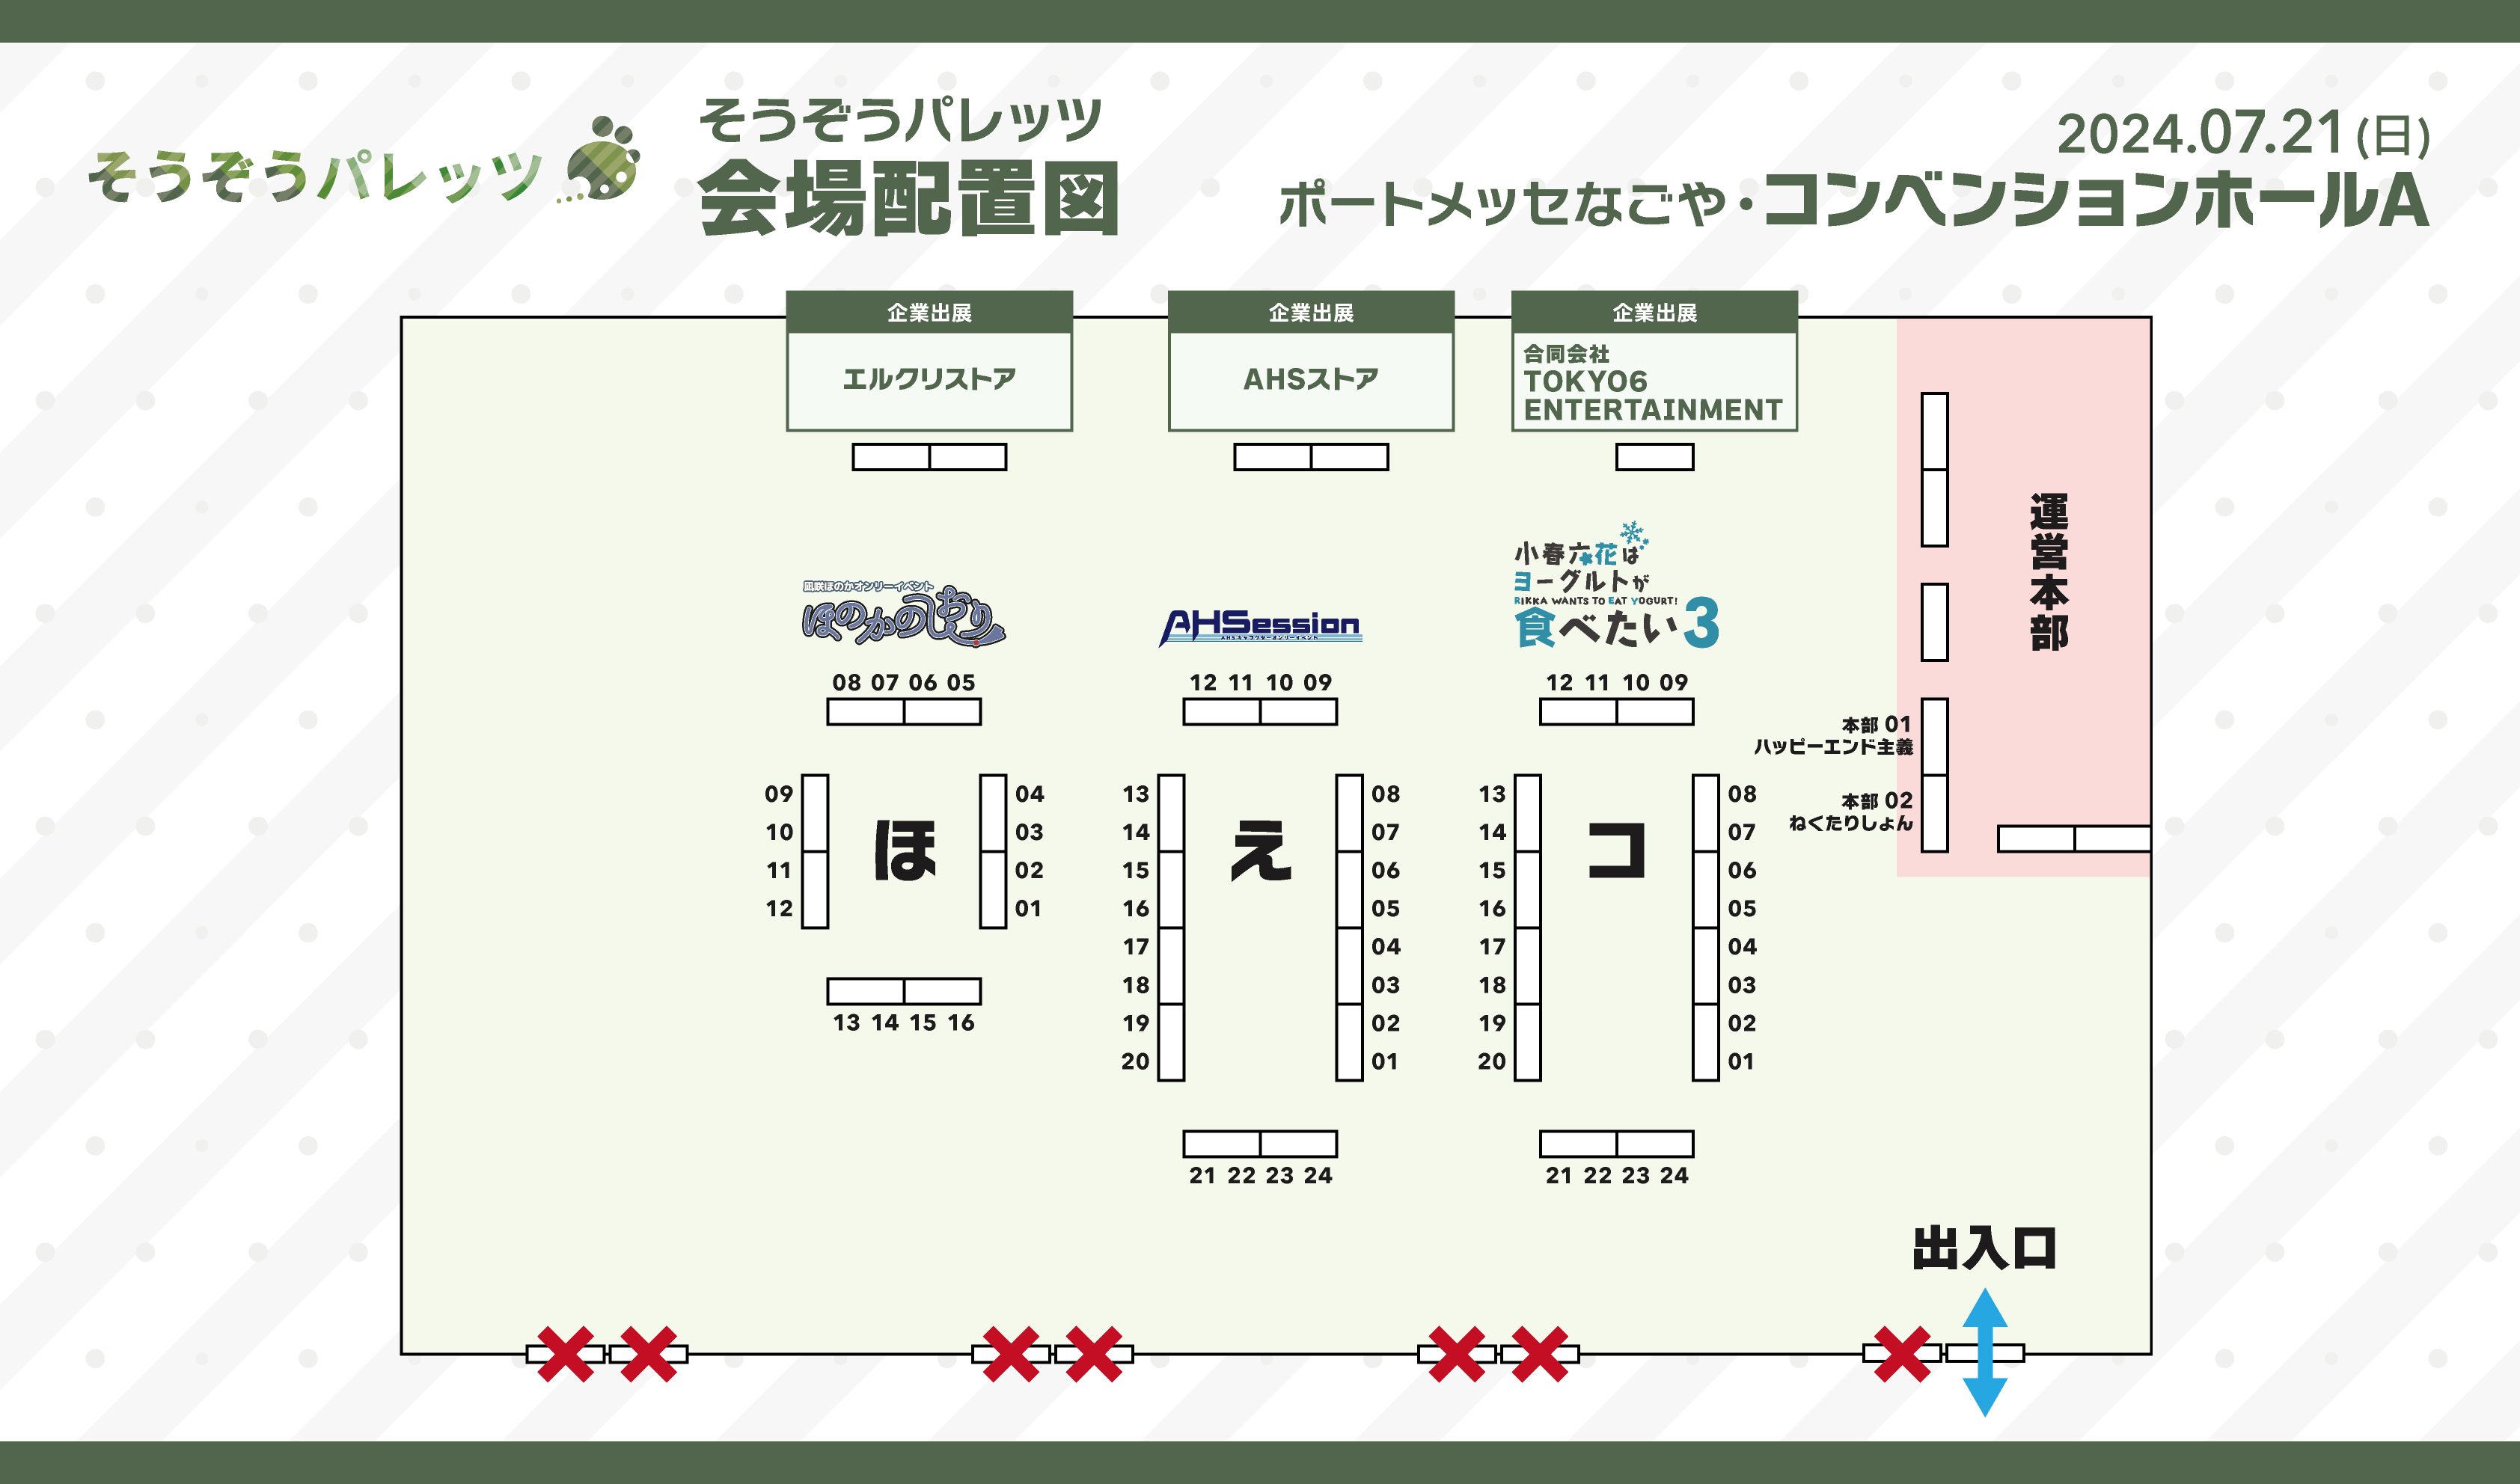 そうぞうパレッツ
そうぞうパレッツ
会場配置図
2024.07.21(日)
ポートメッセなごや・コンベンションホールA
企業出展
エルクリストア
企業出展
AHSストア
企業出展
合同会社
TOKYO6
ENTERTAINMENT
運営本部
凪咲ほのかオンリーイベント
ほのかのしおり
AHSession
AHSキャラクターオンリーイベント
小春六花は
ヨーグルトが
RIKKA WANTS TO EAT YOGURT!
食べたい3
08 07 06 05
09
10
11
12
ほ
04
03
02
01
13 14 15 16
12 11 10 09
13
14
15
16
17
18
19
20
え
08
07
06
05
04
03
02
01
21 22 23 24
12 11 10 09
13
14
15
16
17
18
19
20
コ
08
07
06
05
04
03
02
01
21 22 23 24
本部 01
ハッピーエンド主義
本部 02
ねくたりしょん
出入口